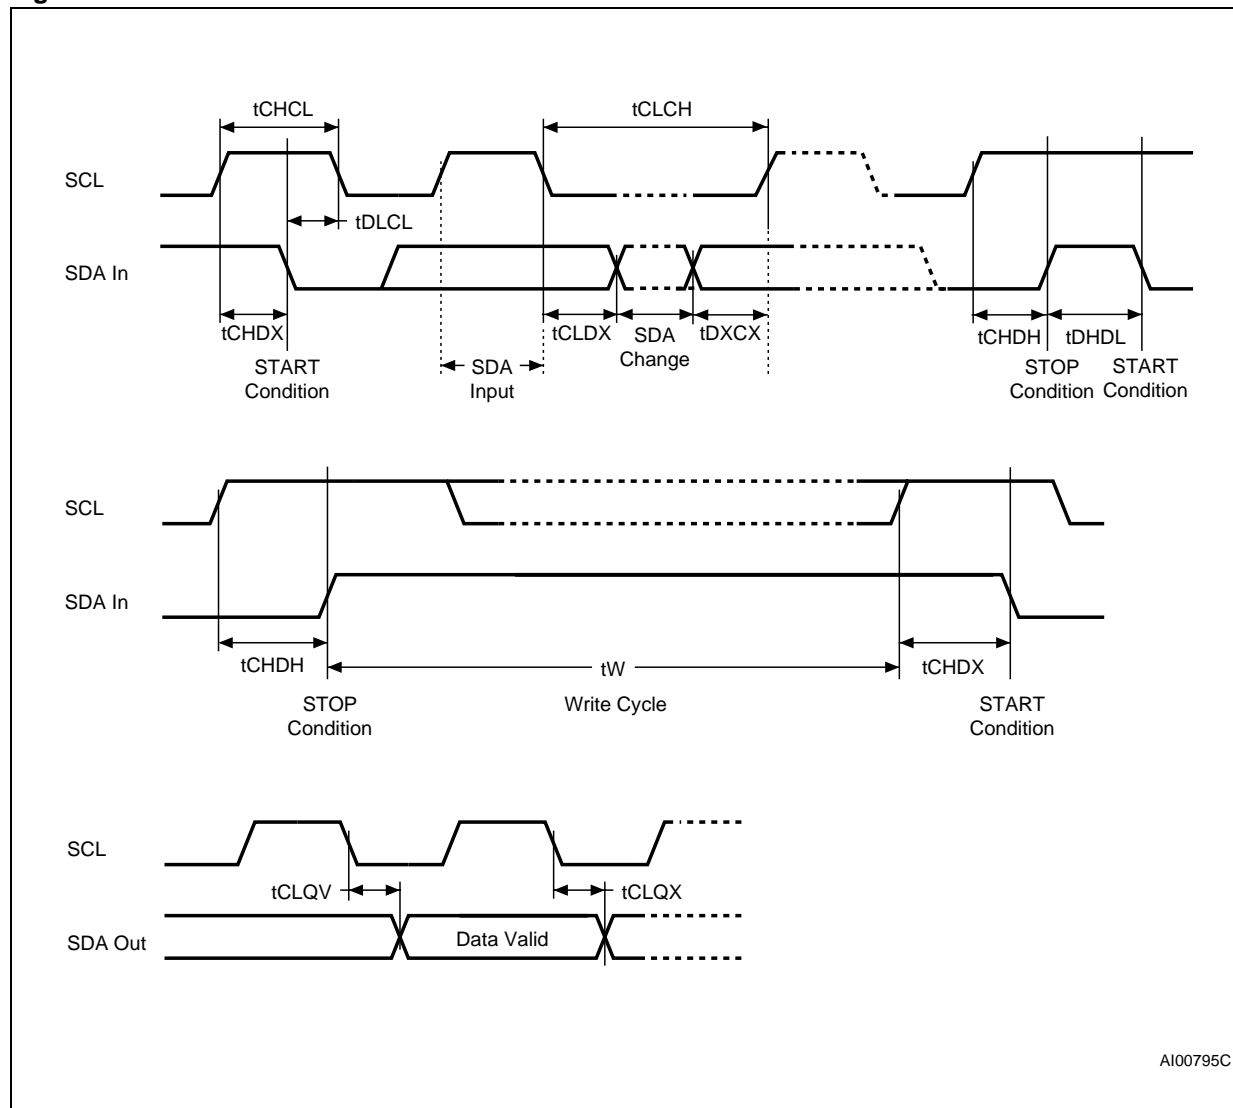 tCHCL
tCLCH
SCL
tDLCL
SDA In
tCHDX
tCLDX
SDA
Change
tDXCX
tCHDH
tDHDL
START
Condition
SDA
Input
STOP
Condition
START
Condition
SCL
SDA In
tCHDH
tW
tCHDX
STOP
Condition
Write Cycle
START
Condition
SCL
tCLQV
tCLQX
SDA Out
Data Valid
AI00795C